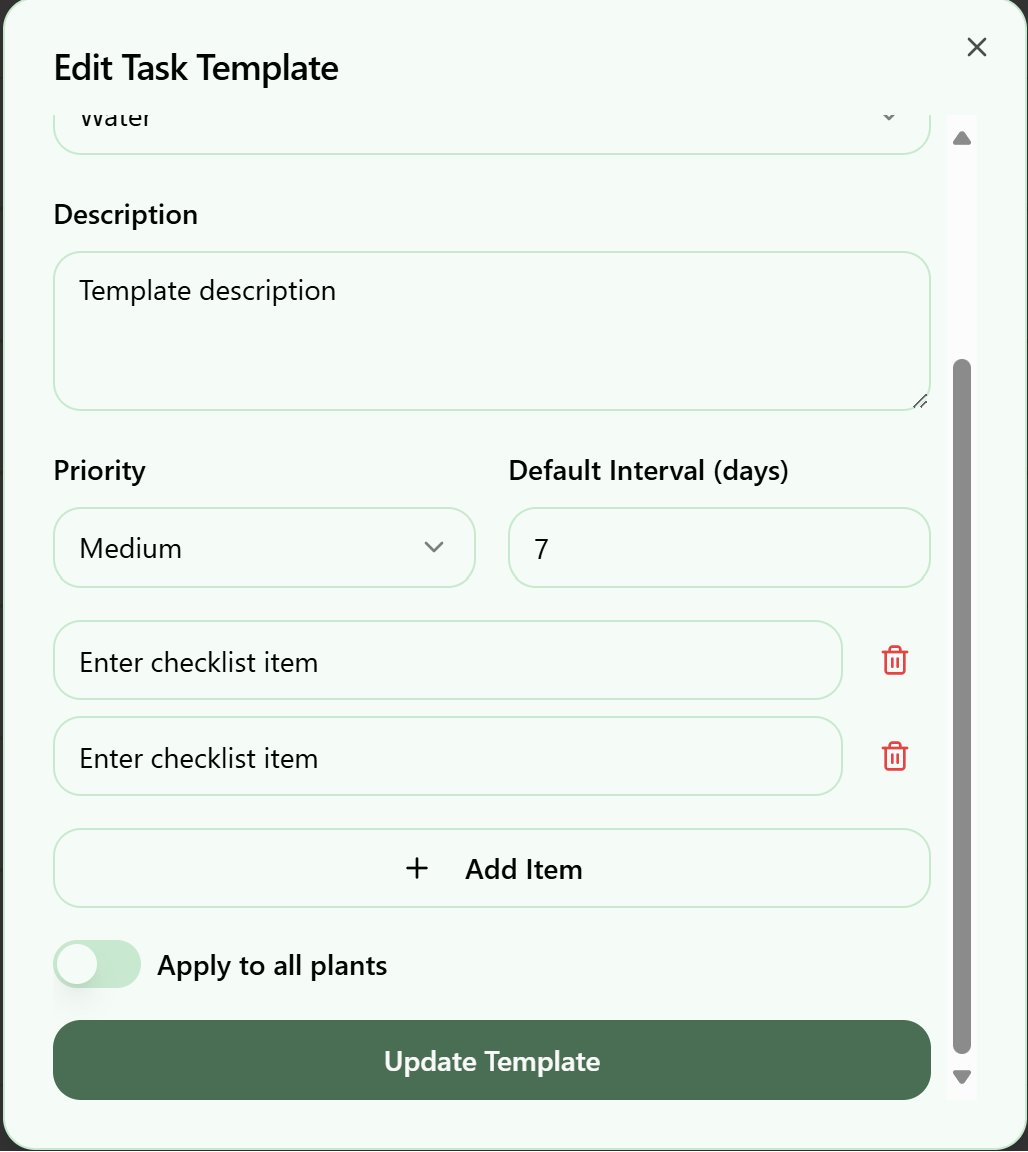 Edit Task Template
Water
Description
Template description
Priority
Default Interval (days)
Medium
7
Enter checklist item
Enter checklist item
Add Item
Apply to all plants
Update Template